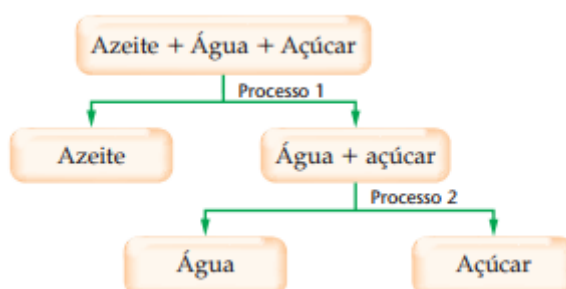 Azeite + Água + Açúcar
Processo 1
Azeite
Água + açúcar
Processo 2
Água
Açúcar